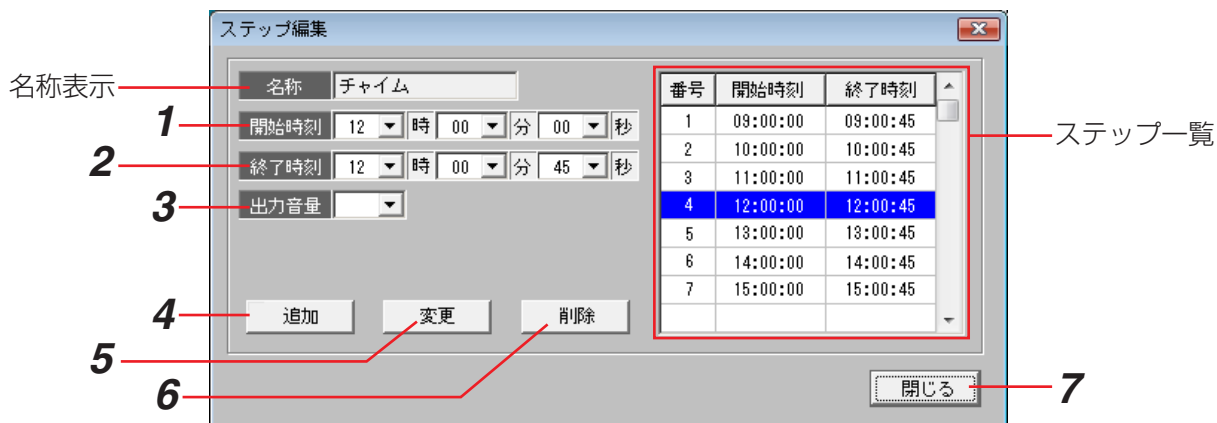 ステップ編集
名称表示
名称 チャイム
1
開始時刻 12 時 00 分 00 秒
2
終了時刻 12 時 00 分 45 秒
3
出力音量
4
追加 変更 削除
5
6
番号 開始時刻 終了時刻
1 09:00:00 09:00:45
2 10:00:00 10:00:45
3 11:00:00 11:00:45
4 12:00:00 12:00:45
5 13:00:00 13:00:45
6 14:00:00 14:00:45
7 15:00:00 15:00:45
ステップ一覧
閉じる
7